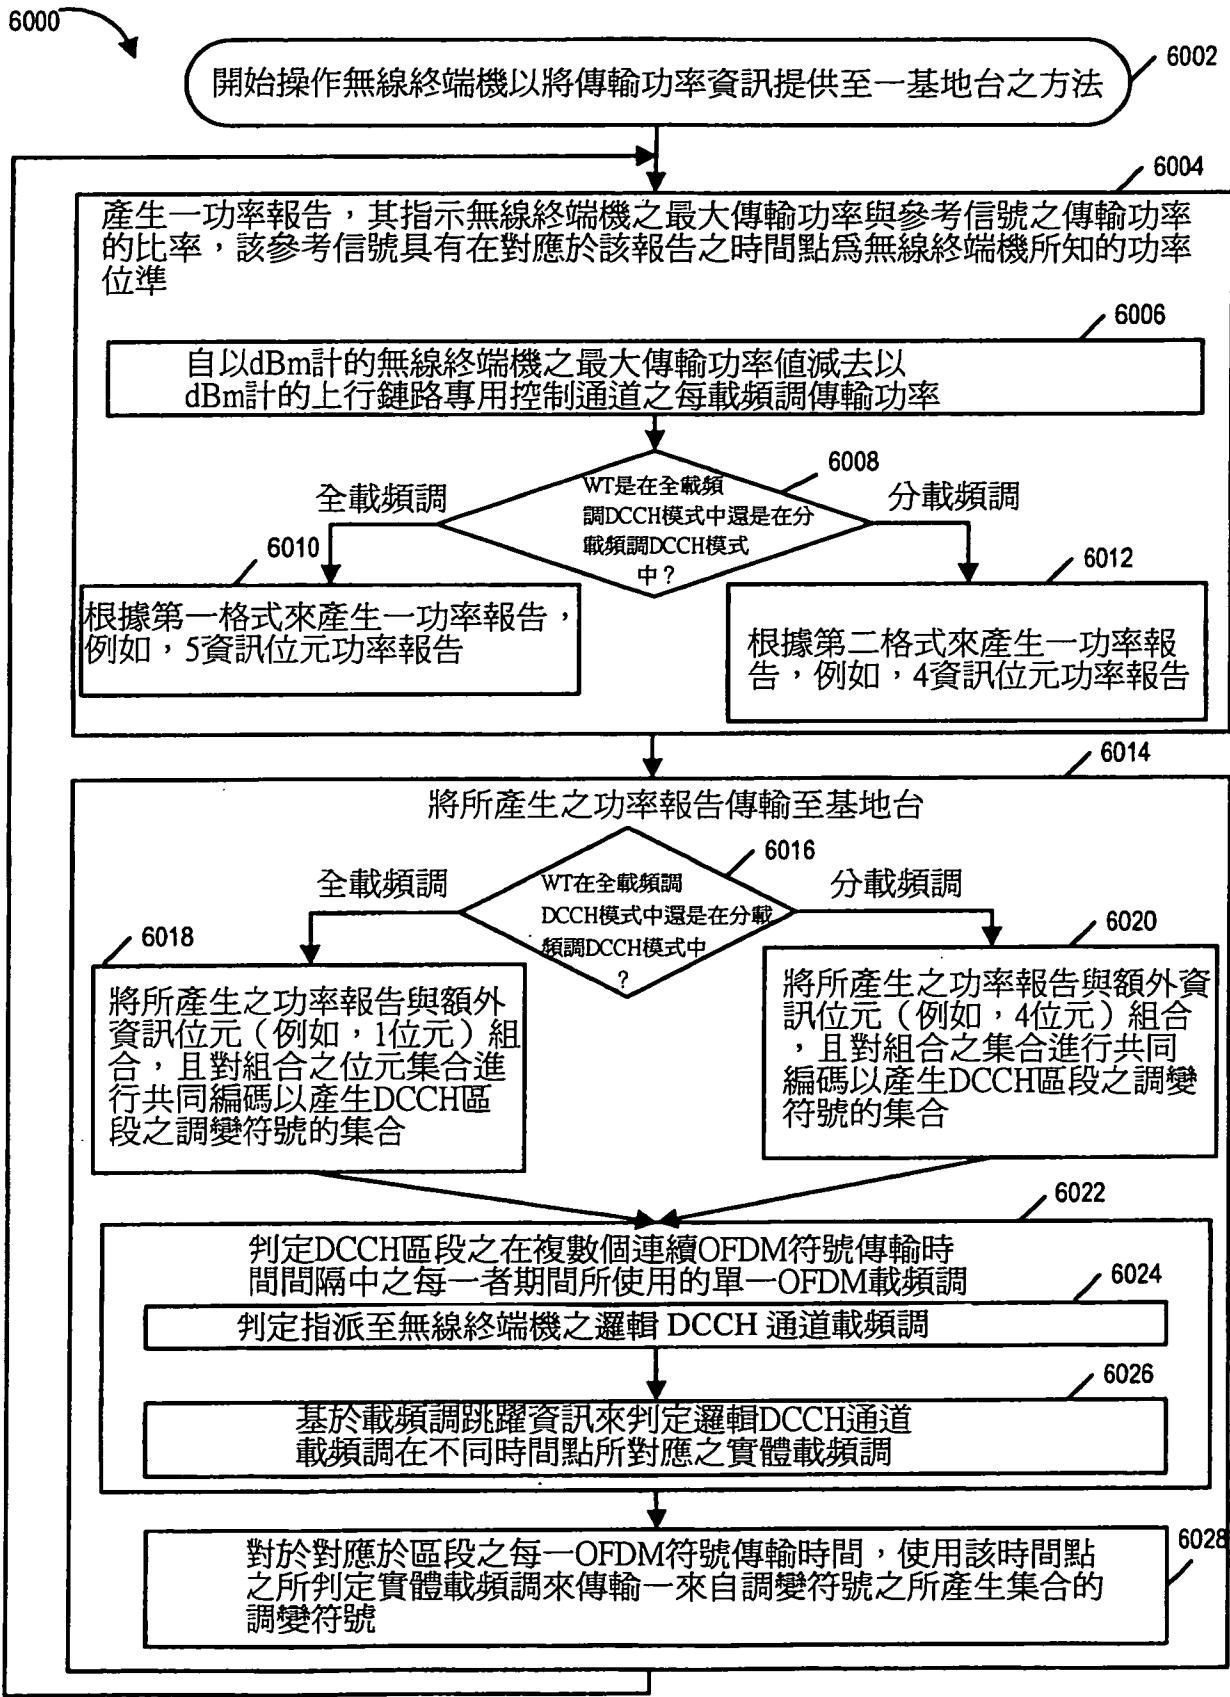 6000
開始操作無線終端機以將傳輸功率資訊提供至一基地台之方法
6002
6004
產生一功率報告，其指示無線終端機之最大傳輸功率與參考信號之傳輸功率
的比率，該參考信號具有在對應於該報告之時間點爲無線終端機所知的功率
位準
6006
自以dBm計的無線終端機之最大傳輸功率值減去以
dBm計的上行鏈路專用控制通道之每載頻調傳輸功率
6008
全載頻調
WT是在全載頻
調DCCH模式中還是在分
載頻調DCCH模式
中？
分載頻調
6010
根據第一格式來產生一功率報告，
例如，5資訊位元功率報告
6012
根據第二格式來產生一功率報
告，例如，4資訊位元功率報告
6014
將所產生之功率報告傳輸至基地台
6016
全載頻調
WT在全載頻調
DCCH模式中還是在分載
頻調DCCH模式中
？
分載頻調
6018
將所產生之功率報告與額外
資訊位元（例如，1位元）組
合，且對組合之位元集合進
行共同編碼以產生DCCH區
段之調變符號的集合
6020
將所產生之功率報告與額外資
訊位元（例如，4位元）組合
，且對組合之集合進行共同
編碼以產生DCCH區段之調變
符號的集合
6022
判定DCCH區段之在複數個連續OFDM符號傳輸時
間間隔中之每一者期間所使用的單一OFDM載頻調
6024
判定指派至無線終端機之邏輯 DCCH 通道載頻調
6026
基於載頻調跳躍資訊來判定邏輯DCCH通道
載頻調在不同時間點所對應之實體載頻調
6028
對於對應於區段之每一OFDM符號傳輸時間，使用該時間點
之所判定實體載頻調來傳輸一來自調變符號之所產生集合的
調變符號